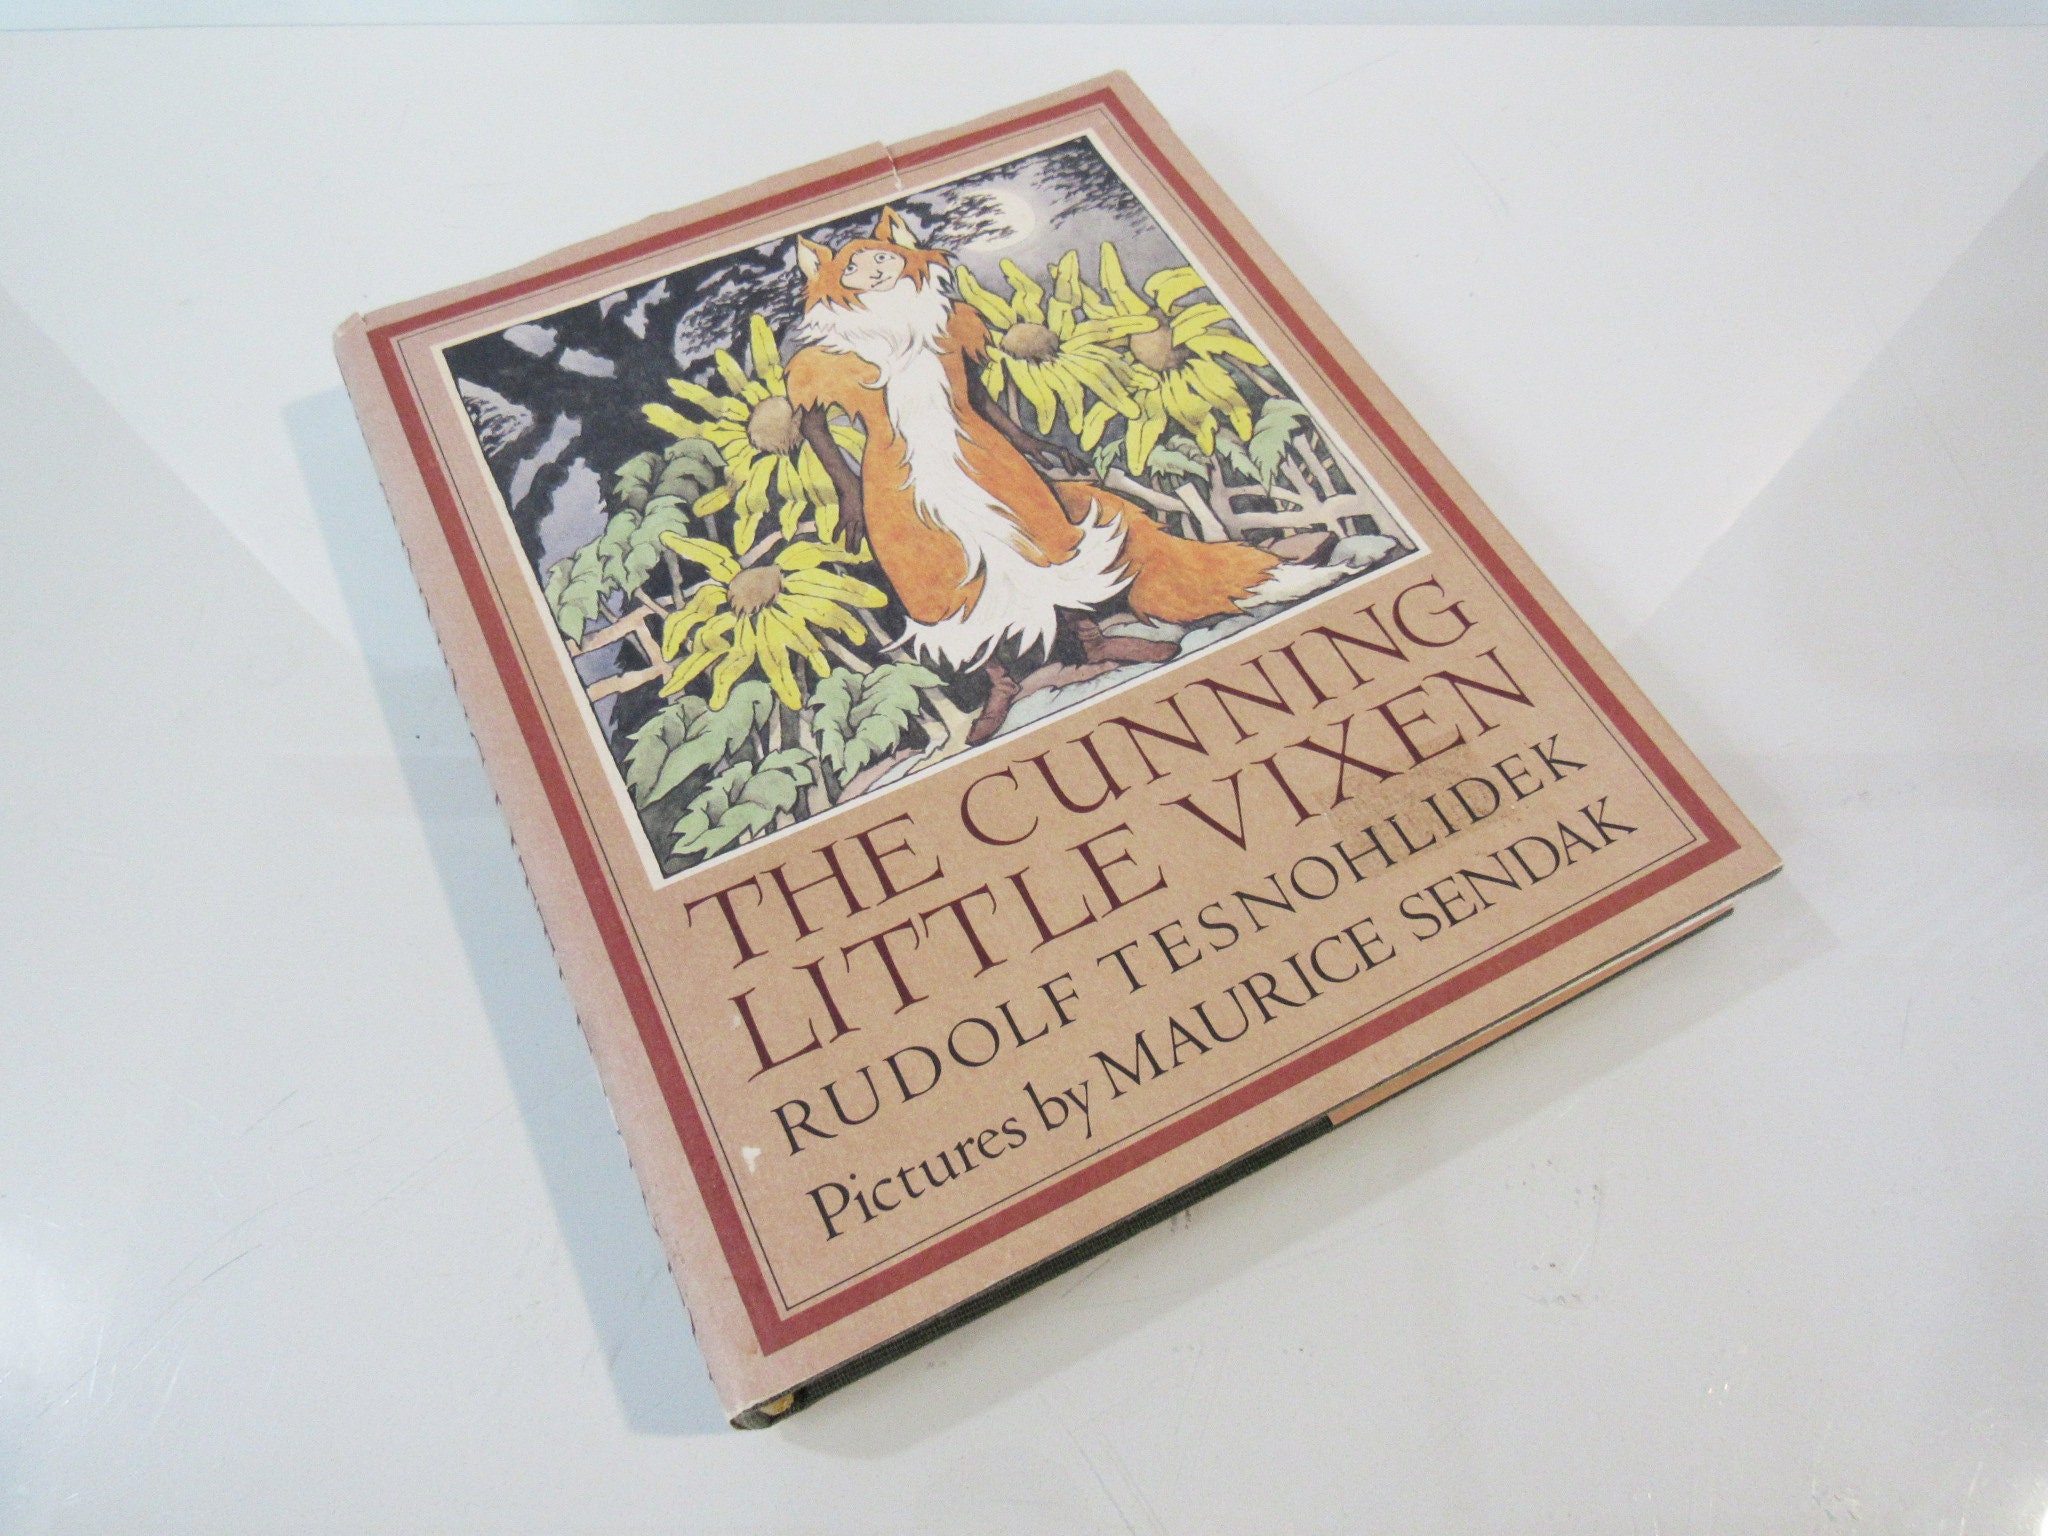 THE CUNNING
LITTLE VIXEN
RUDOLF TESNOHLIDEK
Pictures by MAURICE SENDAK